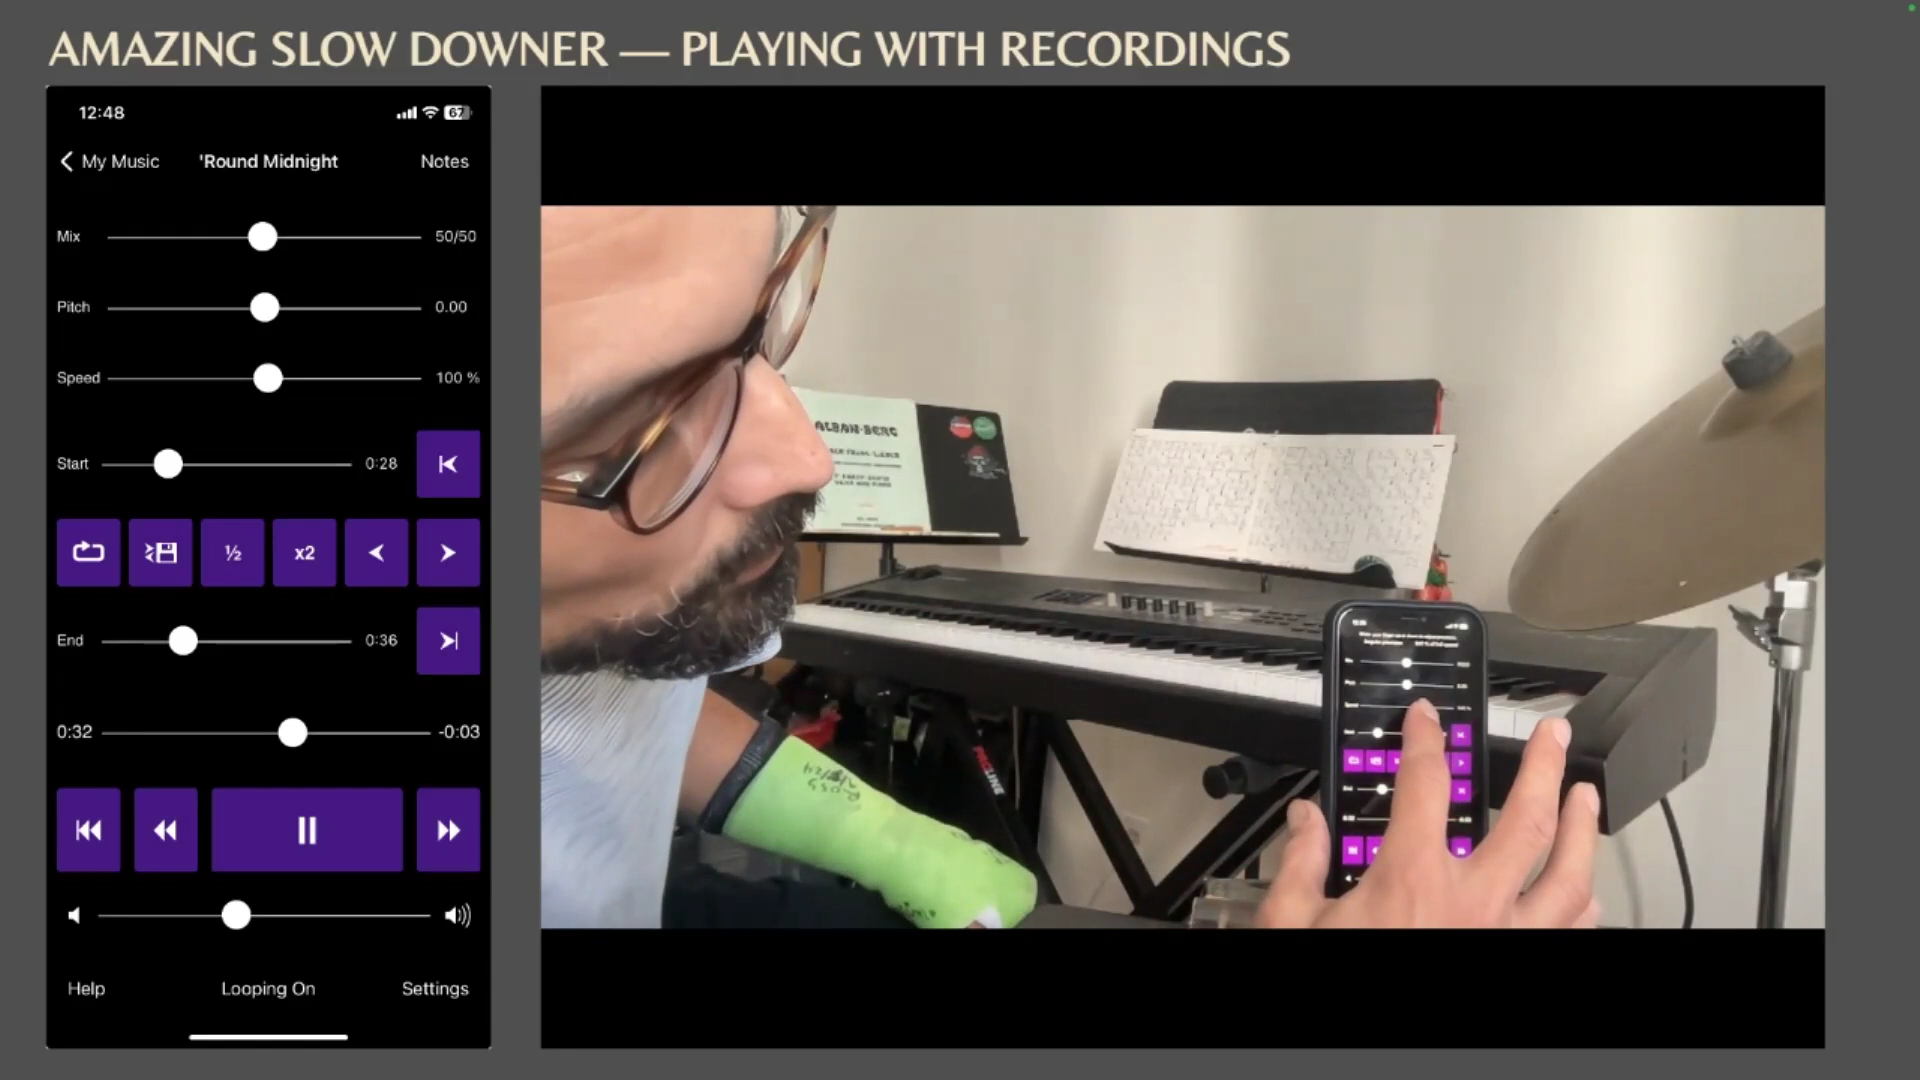 AMAZING SLOW DOWNER — PLAYING WITH RECORDINGS
12:48
67
My Music
'Round Midnight
Notes
Mix
50/50
Pitch
0.00
Speed
100 %
Start
0:28
½
x2
End
0:36
0:32
-0:03
Help
Looping On
Settings
ALBAN BERG
PROLINE